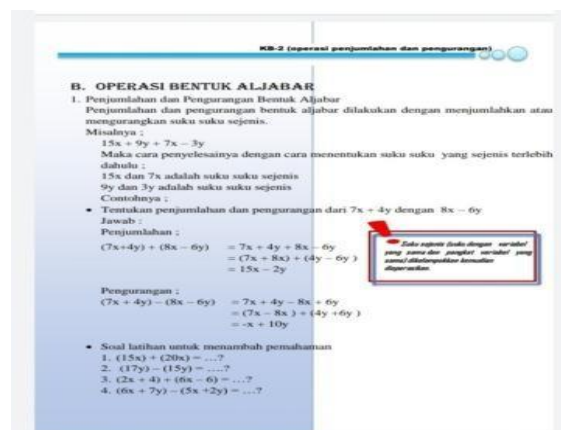 KB-2 (operasi penjumlahan dan pengurangan)
B. OPERASI BENTUK ALJABAR
1. Penjumlahan dan Pengurangan Bentuk Aljabar
Penjumlahan dan pengurangan bentuk aljabar dilakukan dengan menjumlahkan atau
mengurangkan suku suku sejenis.
Misalnya ;
15x + 9y + 7x – 3y
Maka cara penyelesainya dengan cara menentukan suku suku yang sejenis terlebih
dahulu ;
15x dan 7x adalah suku suku sejenis
9y dan 3y adalah suku suku sejenis
Contohnya ;
• Tentukan penjumlahan dan pengurangan dari 7x + 4y dengan 8x – 6y
Jawab :
Penjumlahan ;
(7x+4y) + (8x – 6y) = 7x + 4y + 8x – 6y
= (7x + 8x) + (4y – 6y )
= 15x – 2y
Suku sejenis (suku dengan variabel
yang sama dan pangkat variabel yang
sama) dikelompokkan kemudian
dioperasikan.
Pengurangan ;
(7x + 4y) – (8x – 6y) = 7x + 4y – 8x + 6y
= (7x – 8x ) + (4y +6y )
= -x + 10y
• Soal latihan untuk menambah pemahaman
1. (15x) + (20x) = …?
2. (17y) – (15y) = ….?
3. (2x + 4) + (6x – 6) = …?
4. (6x + 7y) – (5x +2y) = …?